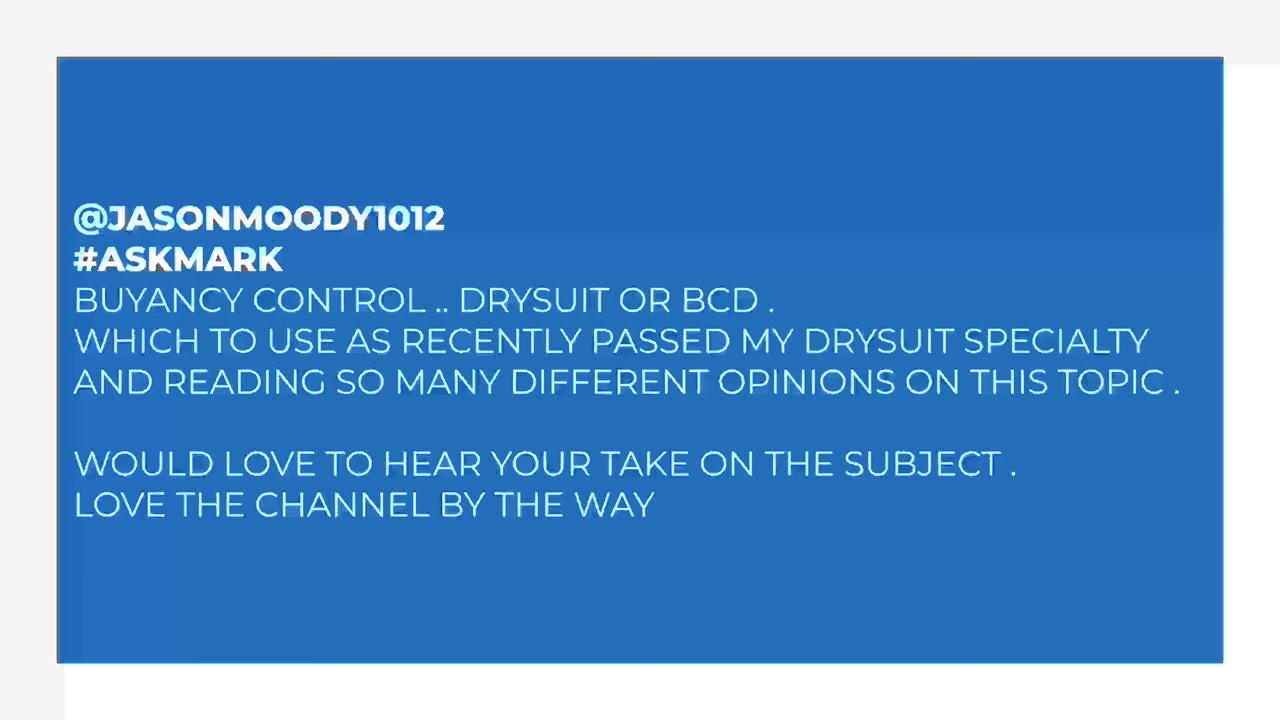 @JASONMOODY1012
#ASKMARK
BUYANCY CONTROL .. DRYSUIT OR BCD .
WHICH TO USE AS RECENTLY PASSED MY DRYSUIT SPECIALTY
AND READING SO MANY DIFFERENT OPINIONS ON THIS TOPIC .
WOULD LOVE TO HEAR YOUR TAKE ON THE SUBJECT .
LOVE THE CHANNEL BY THE WAY